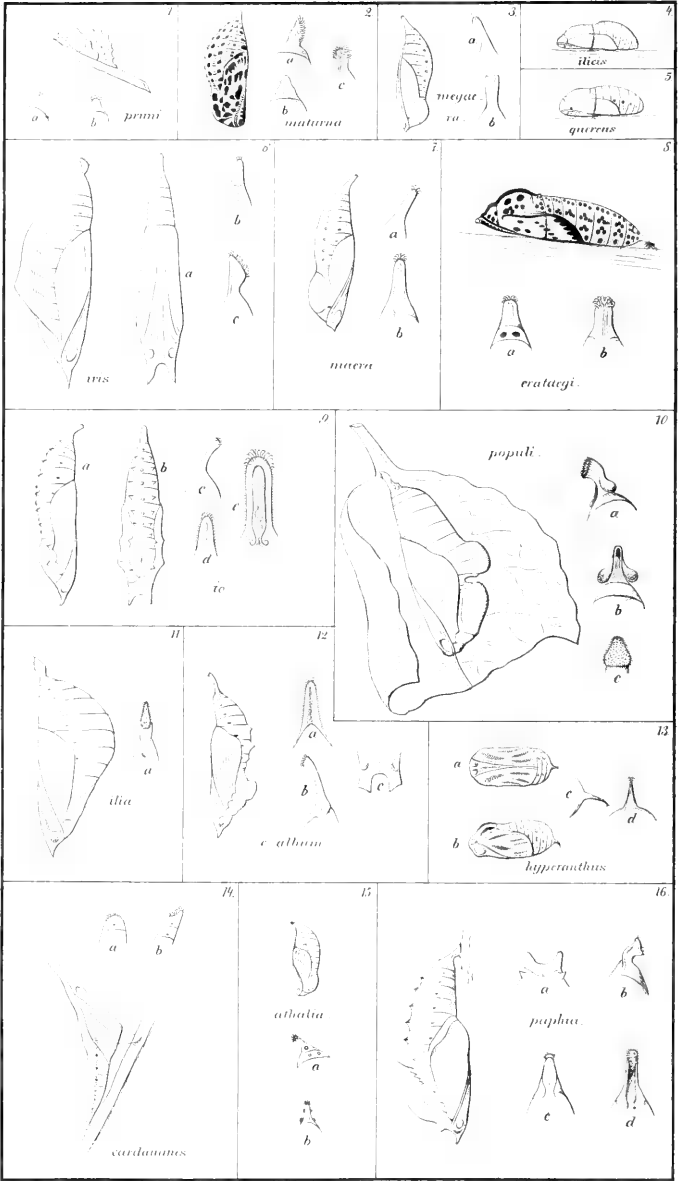 1.
a
b
pruni
2.
a
b
c
maturna
3.
a
b
megae
ra.
4.
ilicis
5.
quercus
6.
a
b
c
iris
7.
a
b
maera
8.
a
b
crataegi.
9.
a
b
c
d
e
io
10
populi.
a
b
c
11
a
ilia
12
a
b
c
c album
13.
a
b
c
d
hyperanthus
14.
a
b
cardamines
15
athalia
a
b
16.
a
b
paphia.
c
d